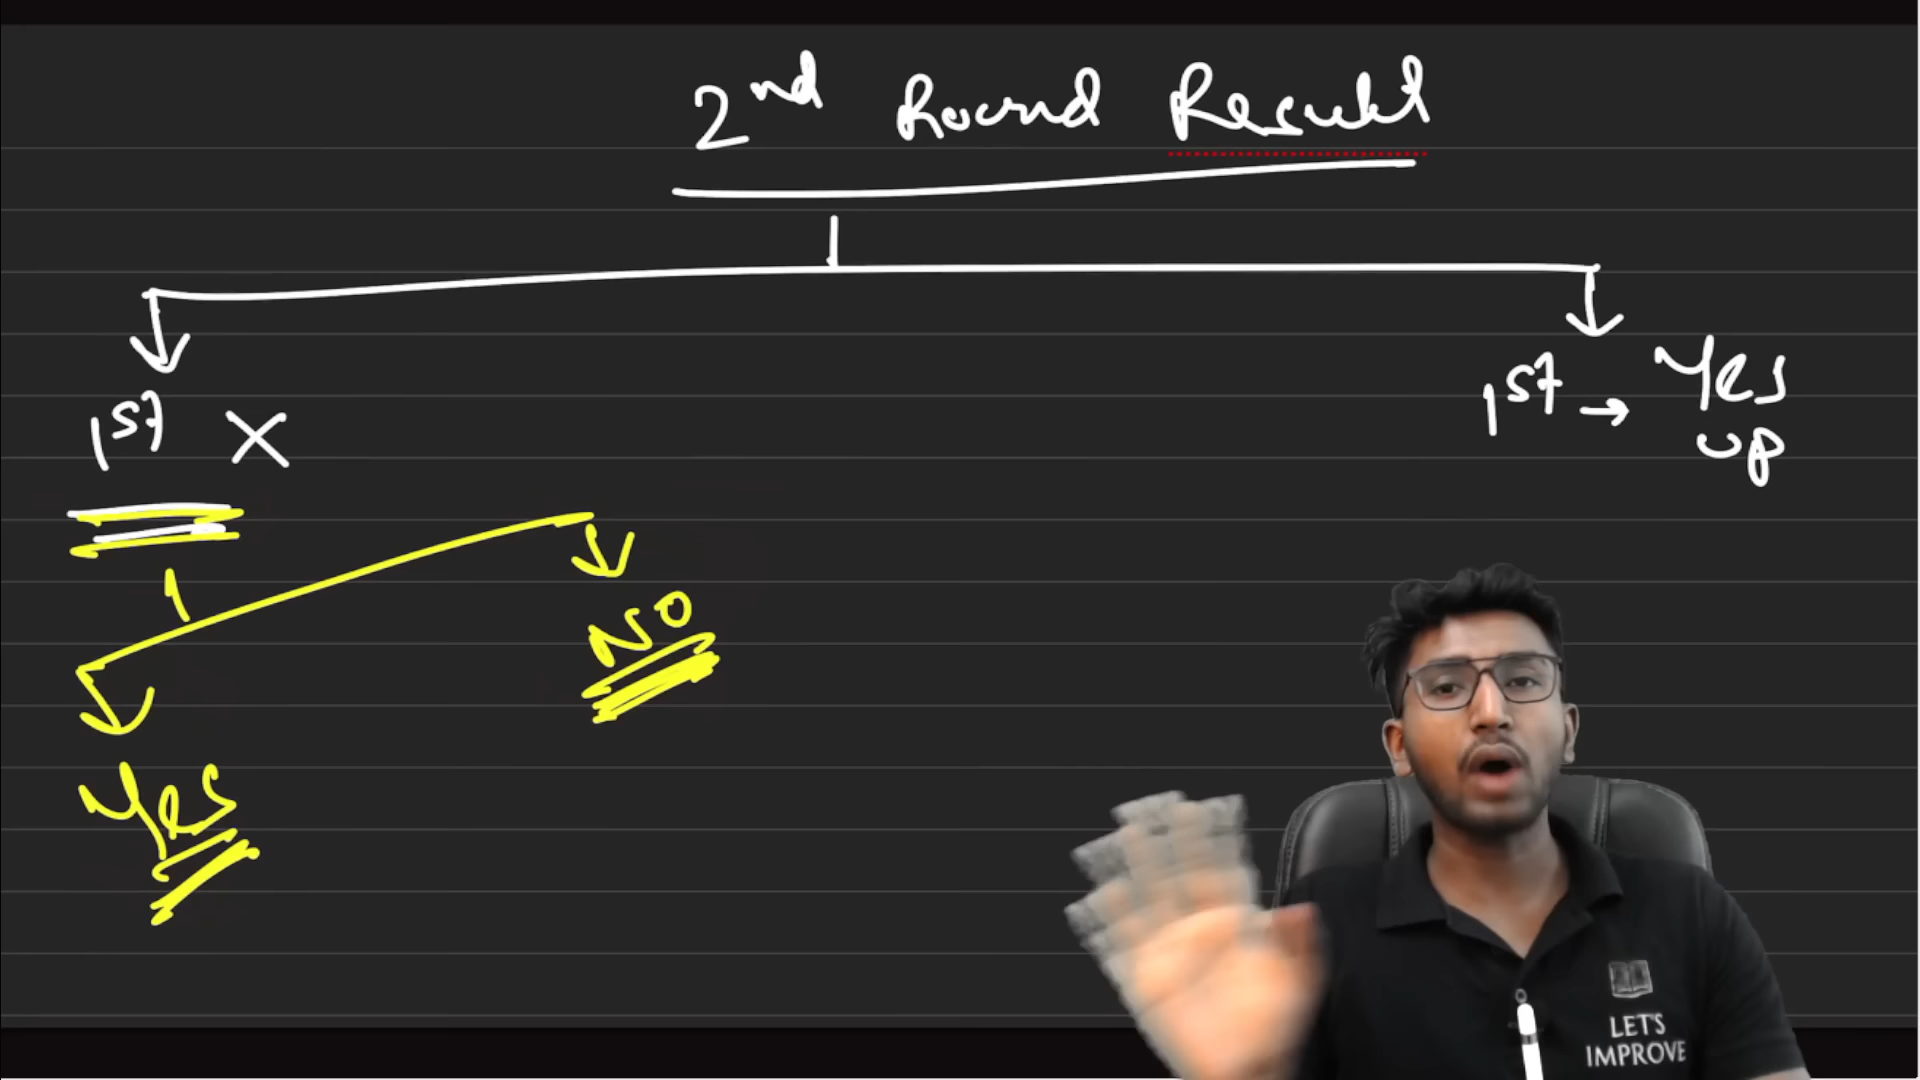 2nd Round Result
1st X
1st → Yes
up
No
Yes
LET'S
IMPROVE